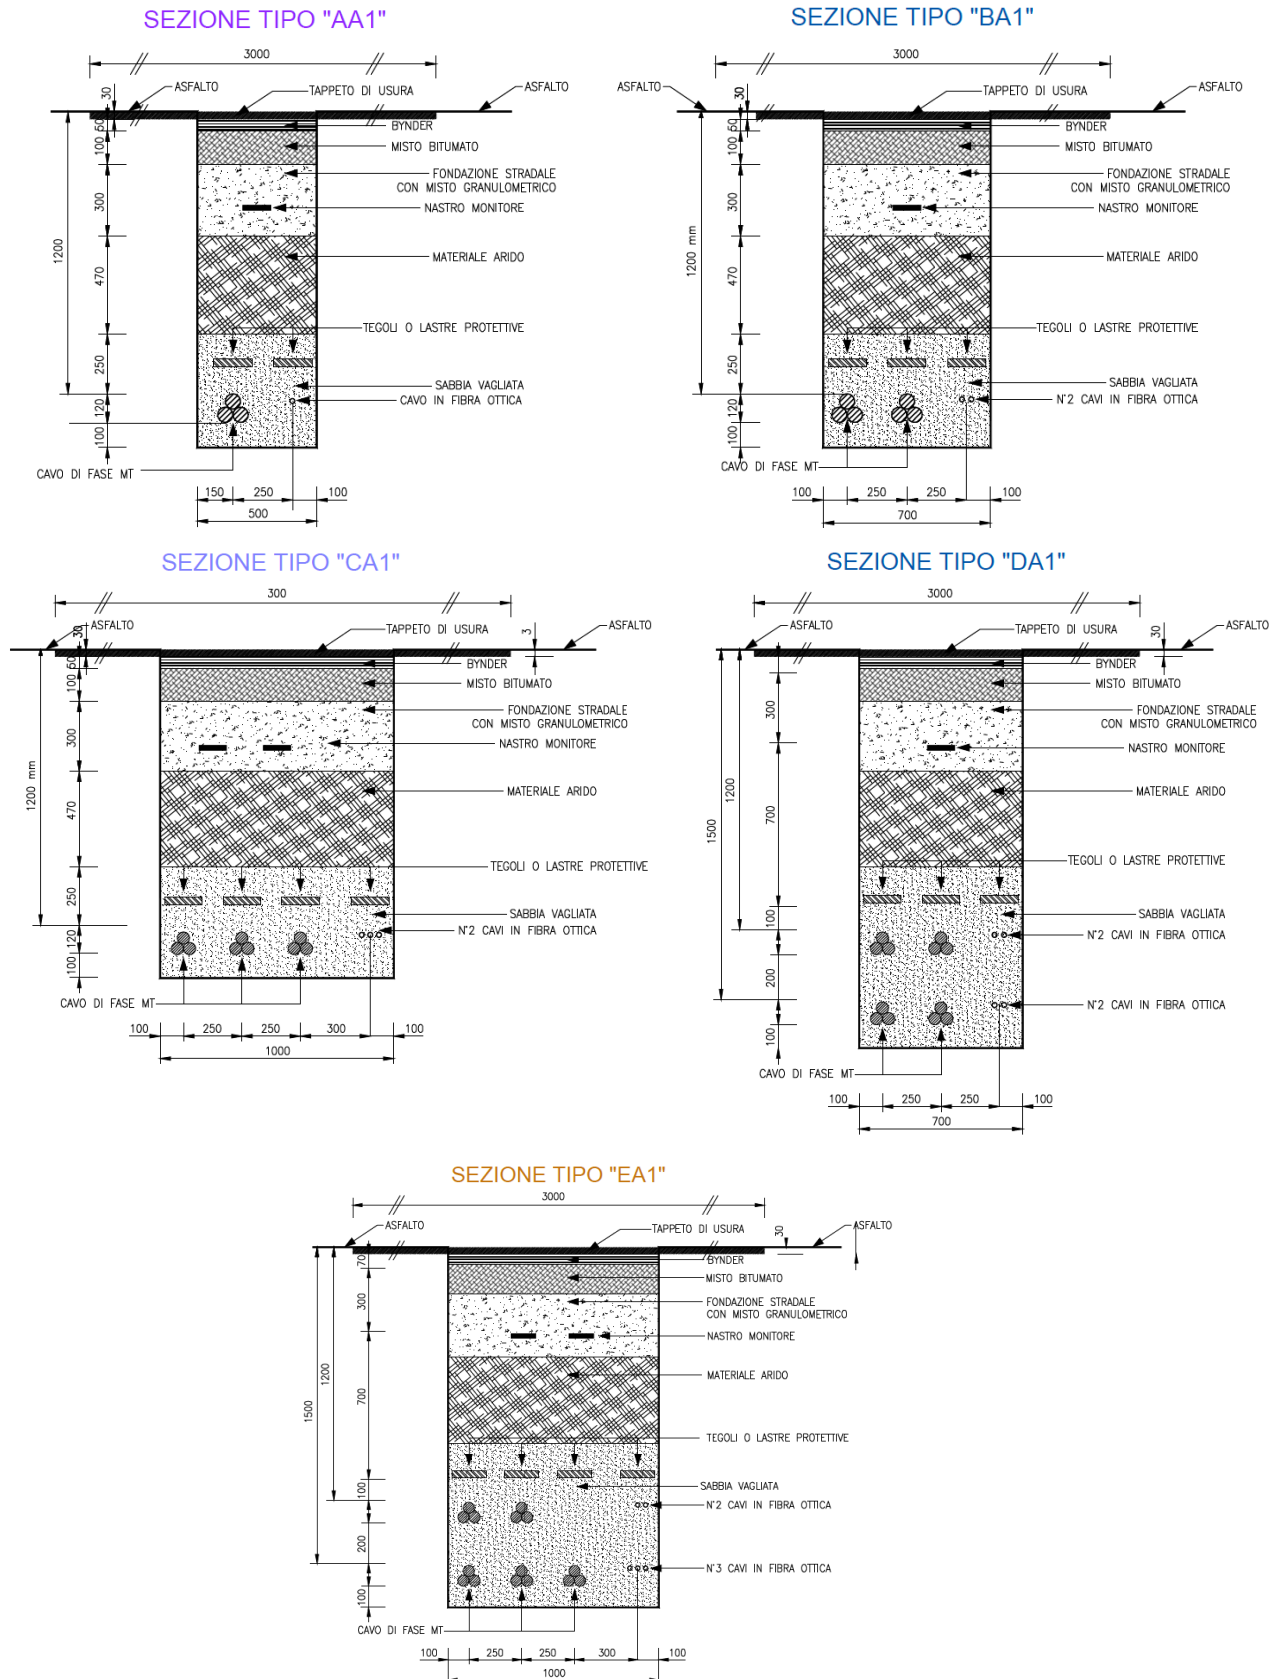 SEZIONE TIPO "AA1"
3000
ASFALTO
ASFALTO
TAPPETO DI USURA
BYNDER
MISTO BITUMATO
FONDAZIONE STRADALE
CON MISTO GRANULOMETRICO
NASTRO MONITORE
MATERIALE ARIDO
TEGOLI O LASTRE PROTETTIVE
SABBIA VAGLIATA
CAVO IN FIBRA OTTICA
CAVO DI FASE MT
30
50
100
300
470
250
120
100
1200
150
250
100
500
SEZIONE TIPO "BA1"
3000
ASFALTO
ASFALTO
TAPPETO DI USURA
BYNDER
MISTO BITUMATO
FONDAZIONE STRADALE
CON MISTO GRANULOMETRICO
NASTRO MONITORE
MATERIALE ARIDO
TEGOLI O LASTRE PROTETTIVE
SABBIA VAGLIATA
N°2 CAVI IN FIBRA OTTICA
CAVO DI FASE MT
30
50
100
300
470
250
120
100
1200 mm
100
250
250
100
700
SEZIONE TIPO "CA1"
300
ASFALTO
ASFALTO
TAPPETO DI USURA
3
BYNDER
MISTO BITUMATO
FONDAZIONE STRADALE
CON MISTO GRANULOMETRICO
NASTRO MONITORE
MATERIALE ARIDO
TEGOLI O LASTRE PROTETTIVE
SABBIA VAGLIATA
N°2 CAVI IN FIBRA OTTICA
CAVO DI FASE MT
30
50
100
300
470
250
120
100
1200 mm
100
250
250
300
100
1000
SEZIONE TIPO "DA1"
3000
ASFALTO
ASFALTO
TAPPETO DI USURA
30
BYNDER
MISTO BITUMATO
FONDAZIONE STRADALE
CON MISTO GRANULOMETRICO
NASTRO MONITORE
MATERIALE ARIDO
TEGOLI O LASTRE PROTETTIVE
SABBIA VAGLIATA
N°2 CAVI IN FIBRA OTTICA
N°2 CAVI IN FIBRA OTTICA
CAVO DI FASE MT
300
700
100
200
100
1200
1500
100
250
250
100
700
SEZIONE TIPO "EA1"
3000
ASFALTO
ASFALTO
TAPPETO DI USURA
30
BYNDER
MISTO BITUMATO
FONDAZIONE STRADALE
CON MISTO GRANULOMETRICO
NASTRO MONITORE
MATERIALE ARIDO
TEGOLI O LASTRE PROTETTIVE
SABBIA VAGLIATA
N°2 CAVI IN FIBRA OTTICA
N°3 CAVI IN FIBRA OTTICA
CAVO DI FASE MT
70
300
700
100
200
100
1200
1500
100
250
250
300
100
1000